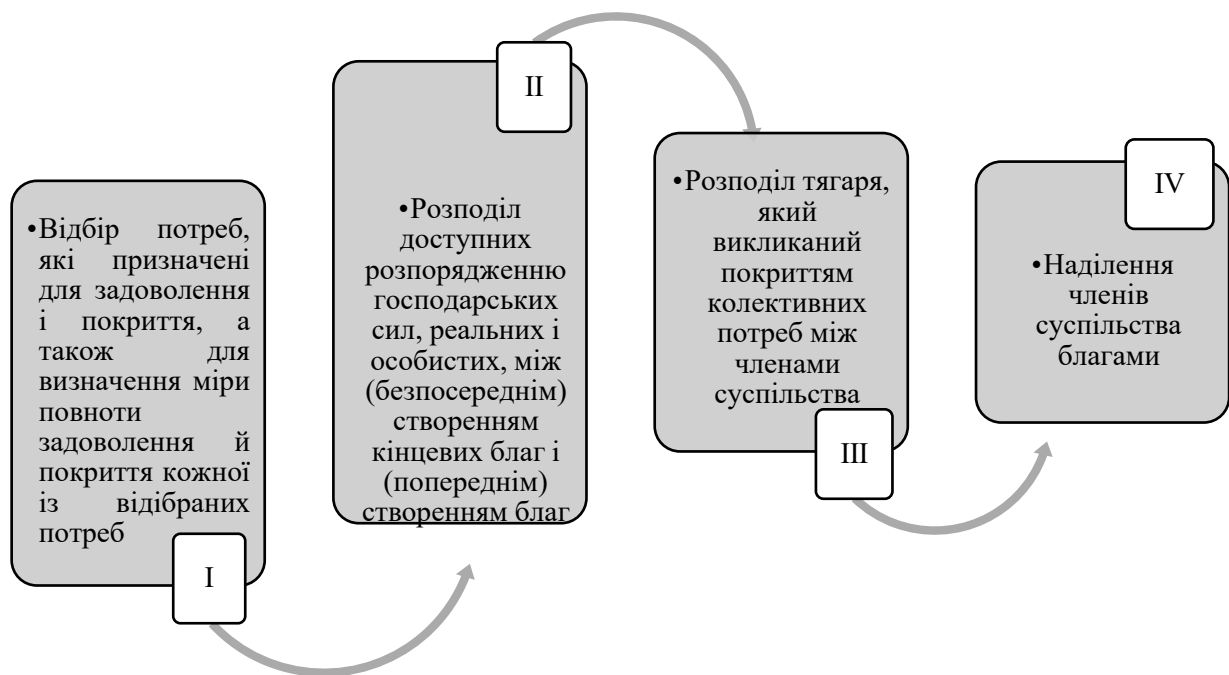 •Відбір потреб,
які призначені
для задоволення
і покриття, а
також для
визначення міри
повноти
задоволення й
покриття кожної
із відібраних
потреб
I
II
•Розподіл
доступних
розпорядженню
господарських
сил, реальних і
особистих, між
(безпосереднім)
створенням
кінцевих благ і
(попереднім)
створенням благ
•Розподіл тягаря,
який
викликаний
покриттям
колективних
потреб між
членами
суспільства
III
IV
•Наділення
членів
суспільства
благами